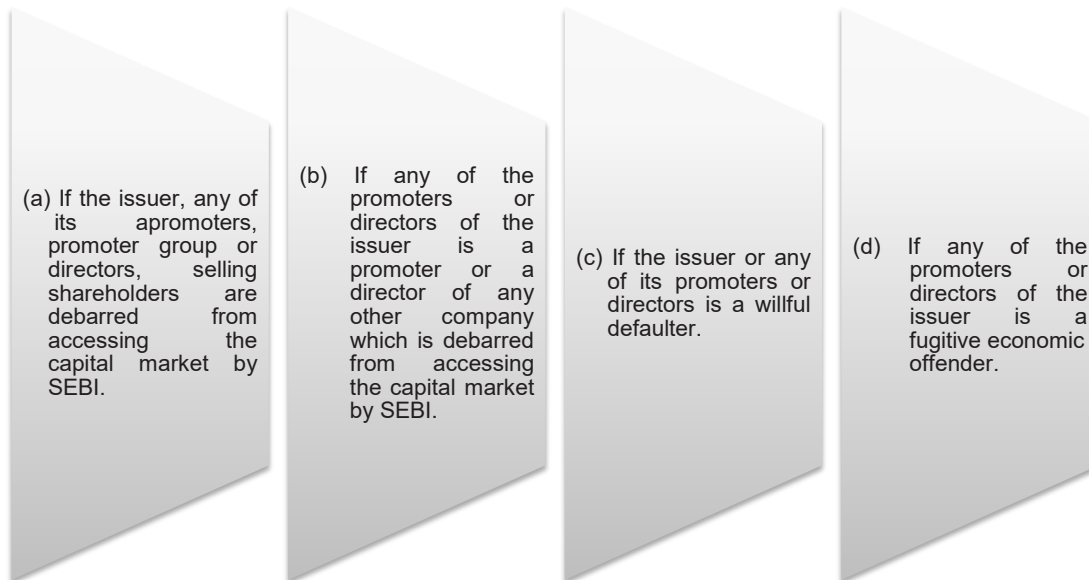 (a) If the issuer, any of
its apromoters,
promoter group or
directors, selling
shareholders are
debarred from
accessing the
capital market by
SEBI.
(b) If any of the
promoters or
directors of the
issuer is a
promoter or a
director of any
other company
which is debarred
from accessing
the capital market
by SEBI.
(c) If the issuer or any
of its promoters or
directors is a willful
defaulter.
(d) If any of the
promoters or
directors of the
issuer is a
fugitive economic
offender.